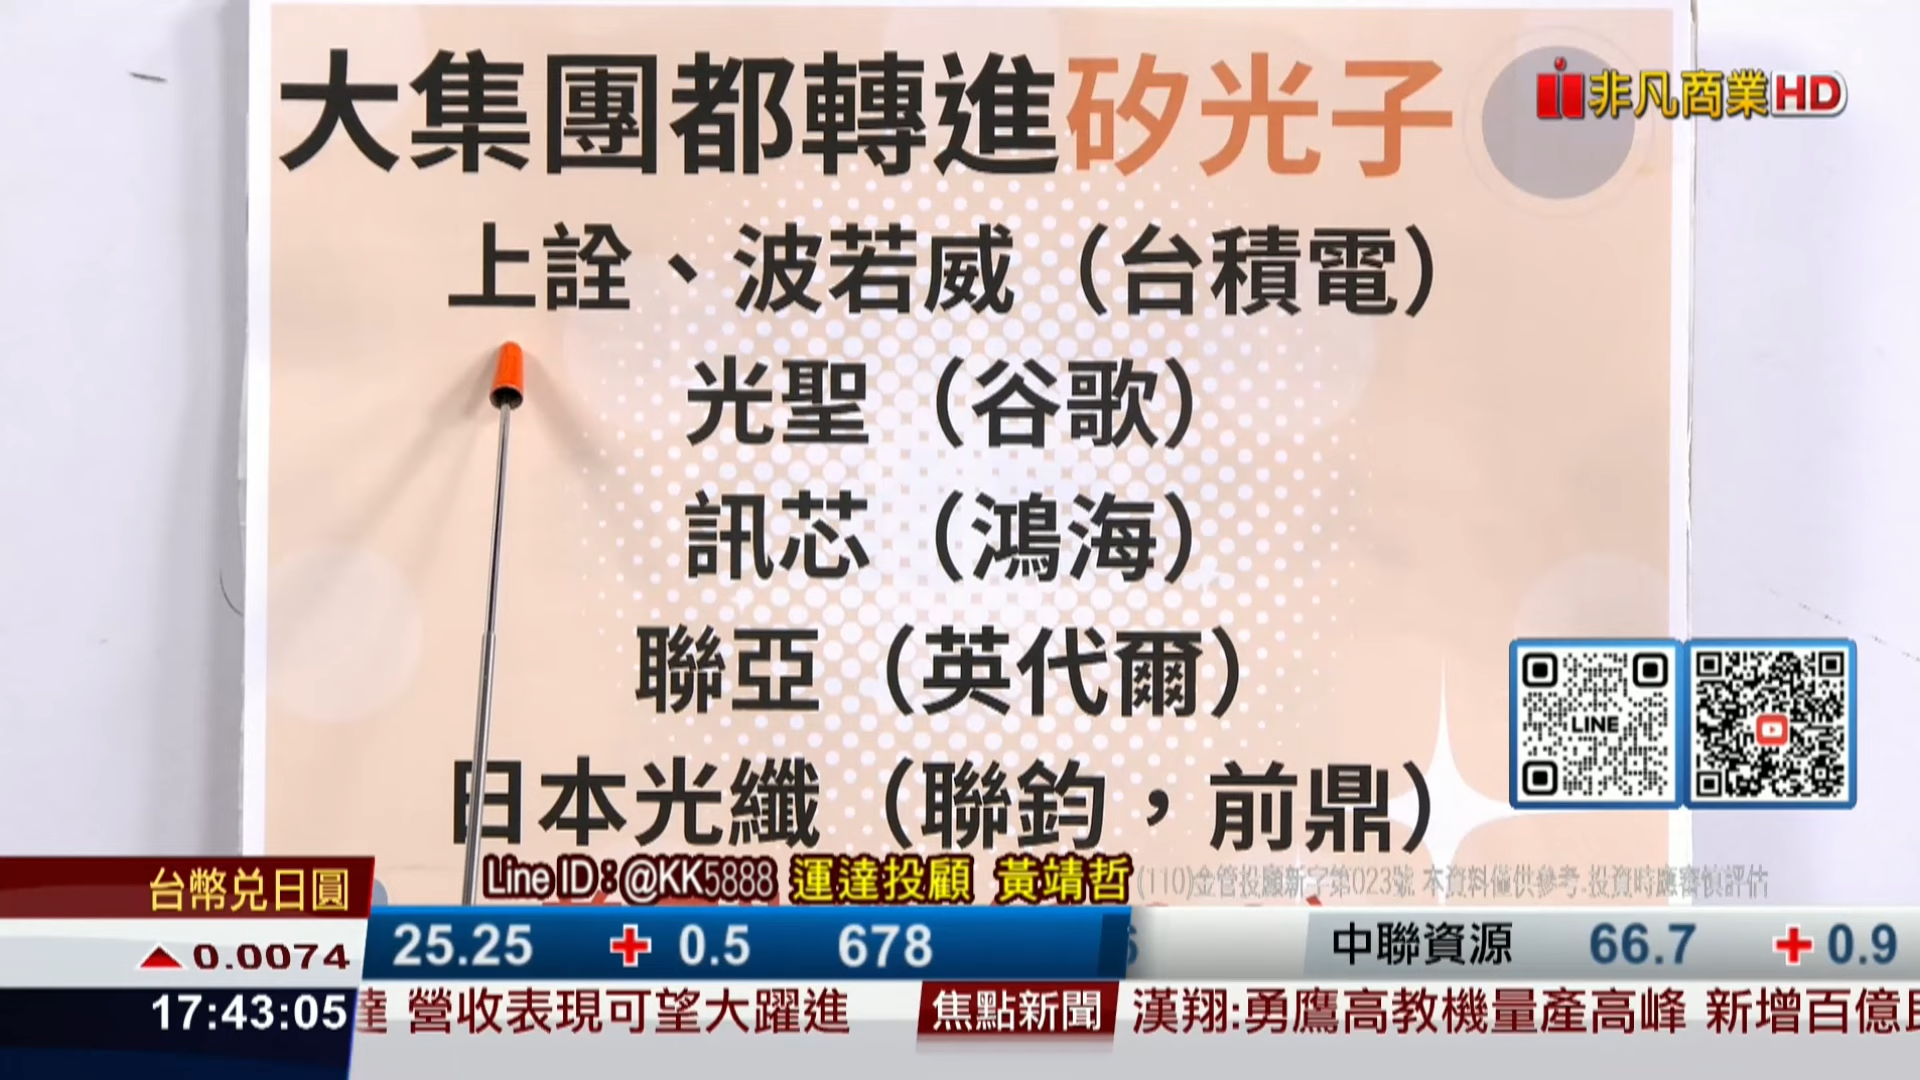 大集團都轉進矽光子
非凡商業HD
上詮、波若威（台積電）
光聖（谷歌）
訊芯（鴻海）
聯亞（英代爾）
LINE
日本光纖（聯鈞，前鼎）
Line ID：@KK5888 運達投顧 黃靖哲 (110)金管投顧新字第023號 本資料僅供參考.投資時應審慎評估
台幣兌日圓
▲0.0074
25.25 + 0.5 678
中聯資源 66.7 + 0.9
17:43:05
達 營收表現可望大躍進 焦點新聞 漢翔:勇鷹高教機量產高峰 新增百億